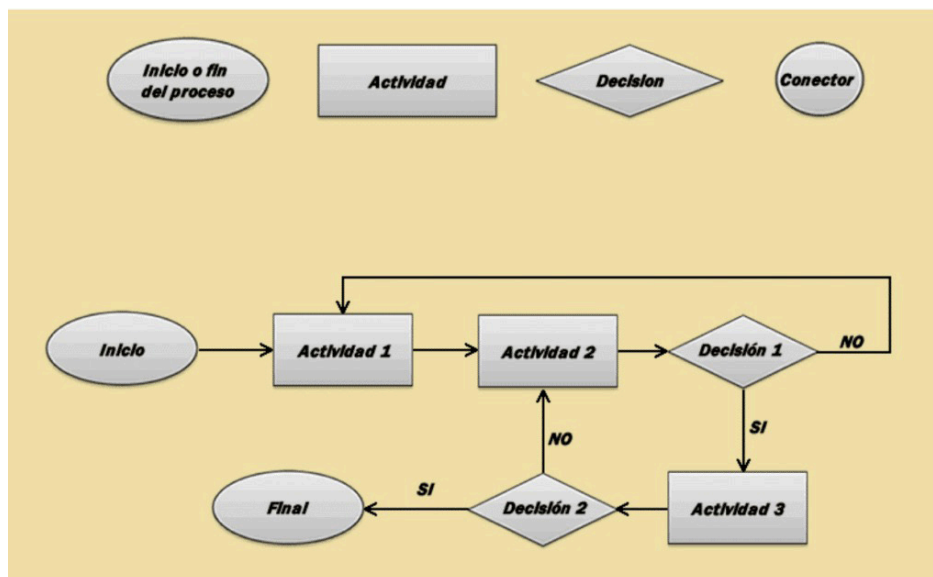 Inicio o fin
del proceso
Actividad
Decision
Conector
Inicio
Actividad 1
Actividad 2
Decisión 1
NO
SI
NO
SI
Final
Decisión 2
Actividad 3